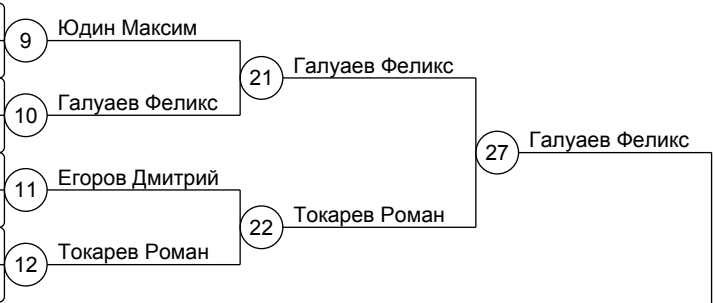 9
Юдин Максим
21
Галуаев Феликс
10
Галуаев Феликс
27
Галуаев Феликс
11
Егоров Дмитрий
22
Токарев Роман
12
Токарев Роман